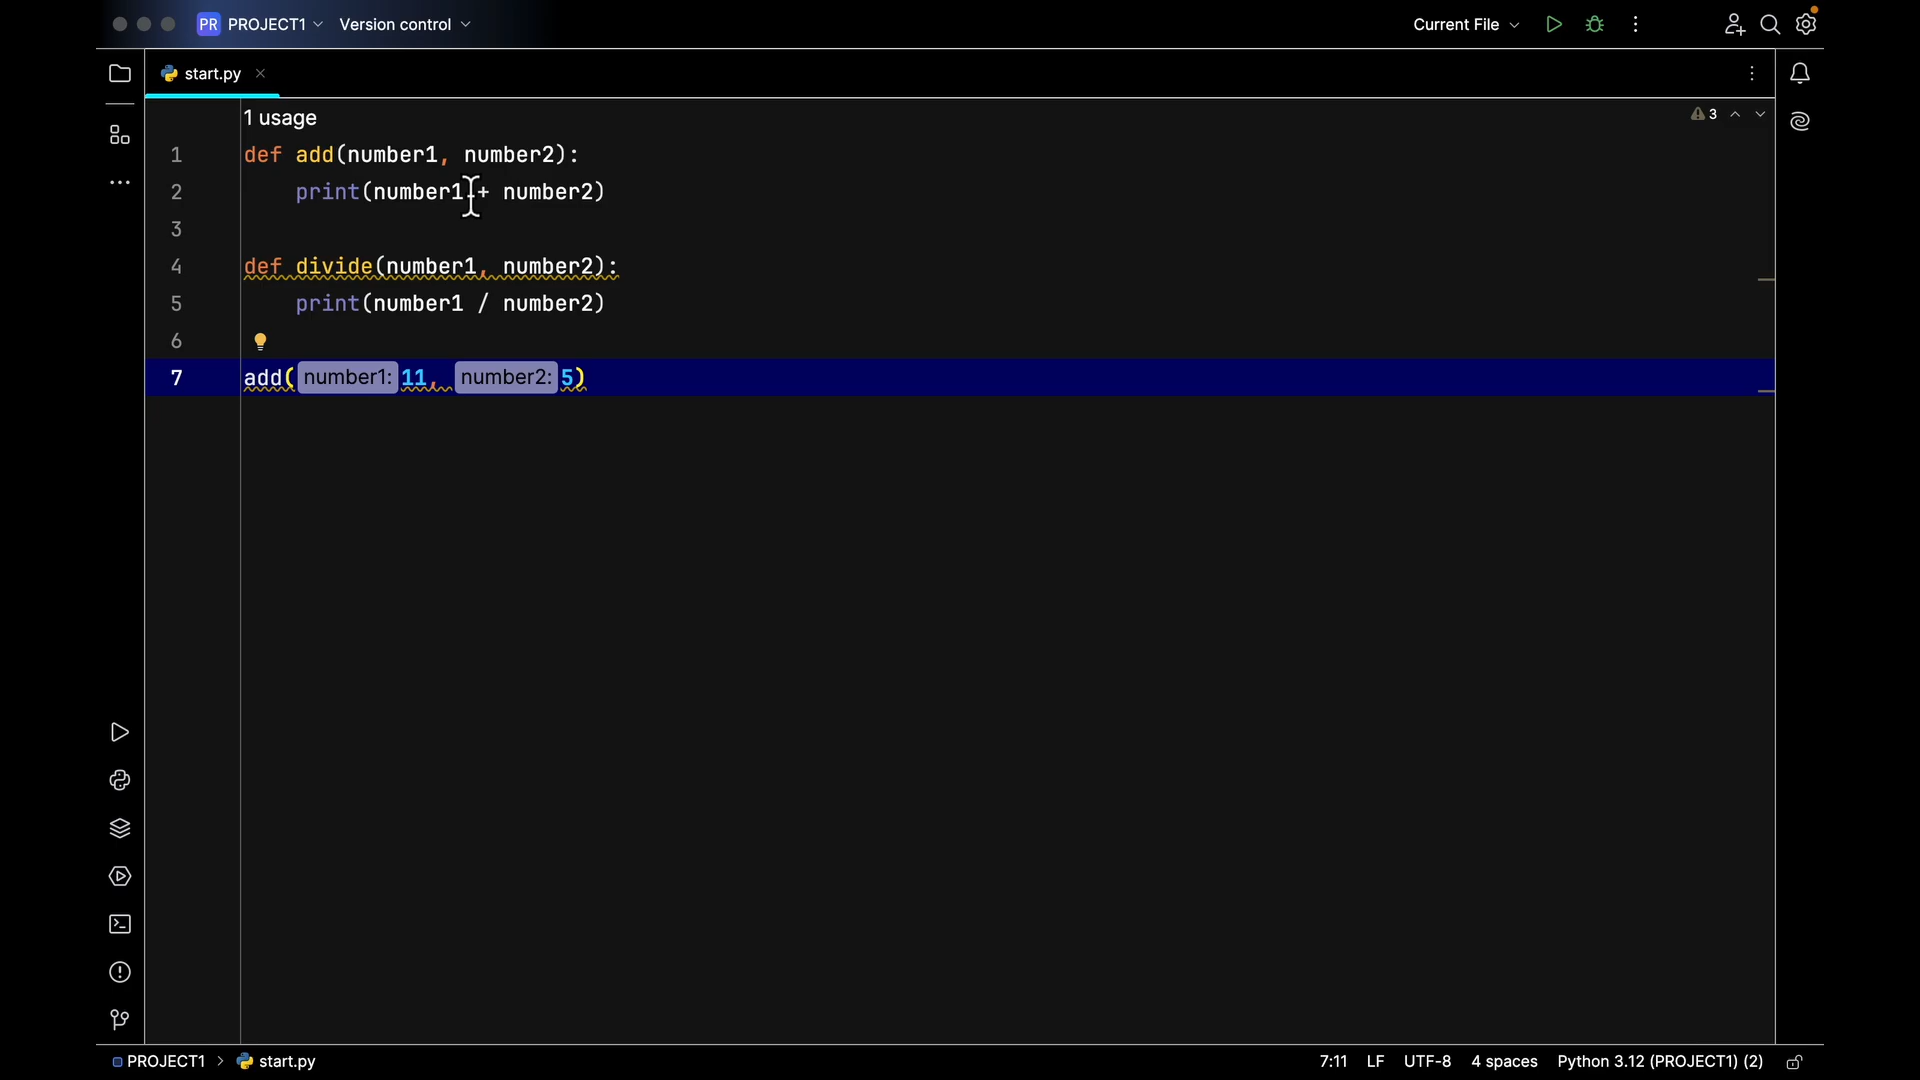 PR PROJECT1 Version control Current File
start.py
1 usage 3
1 def add(number1, number2):
2 print(number1 + number2)
3
4 def divide(number1, number2):
5 print(number1 / number2)
6
7 add( number1: 11, number2: 5)
PROJECT1 > start.py 7:11 LF UTF-8 4 spaces Python 3.12 (PROJECT1) (2)